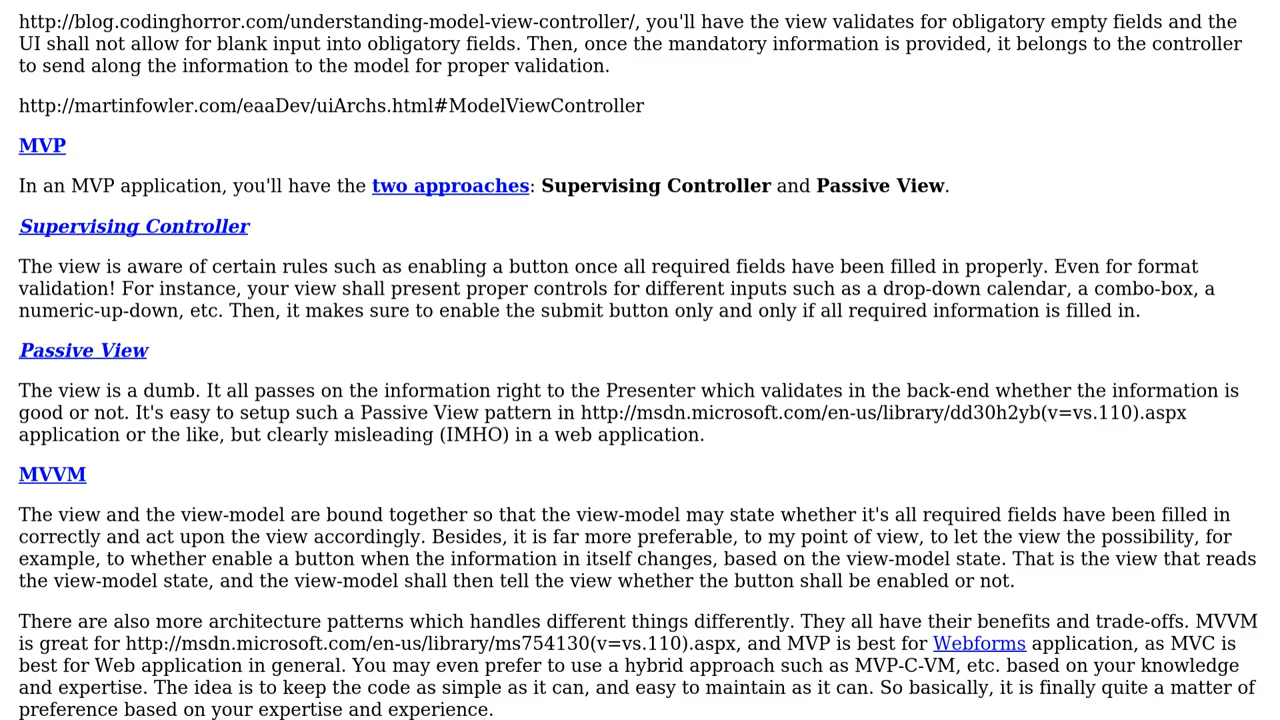 http://blog.codinghorror.com/understanding-model-view-controller/, you'll have the view validates for obligatory empty fields and the
UI shall not allow for blank input into obligatory fields. Then, once the mandatory information is provided, it belongs to the controller
to send along the information to the model for proper validation.
http://martinfowler.com/eaaDev/uiArchs.html#ModelViewController
MVP
In an MVP application, you'll have the two approaches: Supervising Controller and Passive View.
Supervising Controller
The view is aware of certain rules such as enabling a button once all required fields have been filled in properly. Even for format
validation! For instance, your view shall present proper controls for different inputs such as a drop-down calendar, a combo-box, a
numeric-up-down, etc. Then, it makes sure to enable the submit button only and only if all required information is filled in.
Passive View
The view is a dumb. It all passes on the information right to the Presenter which validates in the back-end whether the information is
good or not. It's easy to setup such a Passive View pattern in http://msdn.microsoft.com/en-us/library/dd30h2yb(v=vs.110).aspx
application or the like, but clearly misleading (IMHO) in a web application.
MVVM
The view and the view-model are bound together so that the view-model may state whether it's all required fields have been filled in
correctly and act upon the view accordingly. Besides, it is far more preferable, to my point of view, to let the view the possibility, for
example, to whether enable a button when the information in itself changes, based on the view-model state. That is the view that reads
the view-model state, and the view-model shall then tell the view whether the button shall be enabled or not.
There are also more architecture patterns which handles different things differently. They all have their benefits and trade-offs. MVVM
is great for http://msdn.microsoft.com/en-us/library/ms754130(v=vs.110).aspx, and MVP is best for Webforms application, as MVC is
best for Web application in general. You may even prefer to use a hybrid approach such as MVP-C-VM, etc. based on your knowledge
and expertise. The idea is to keep the code as simple as it can, and easy to maintain as it can. So basically, it is finally quite a matter of
preference based on your expertise and experience.